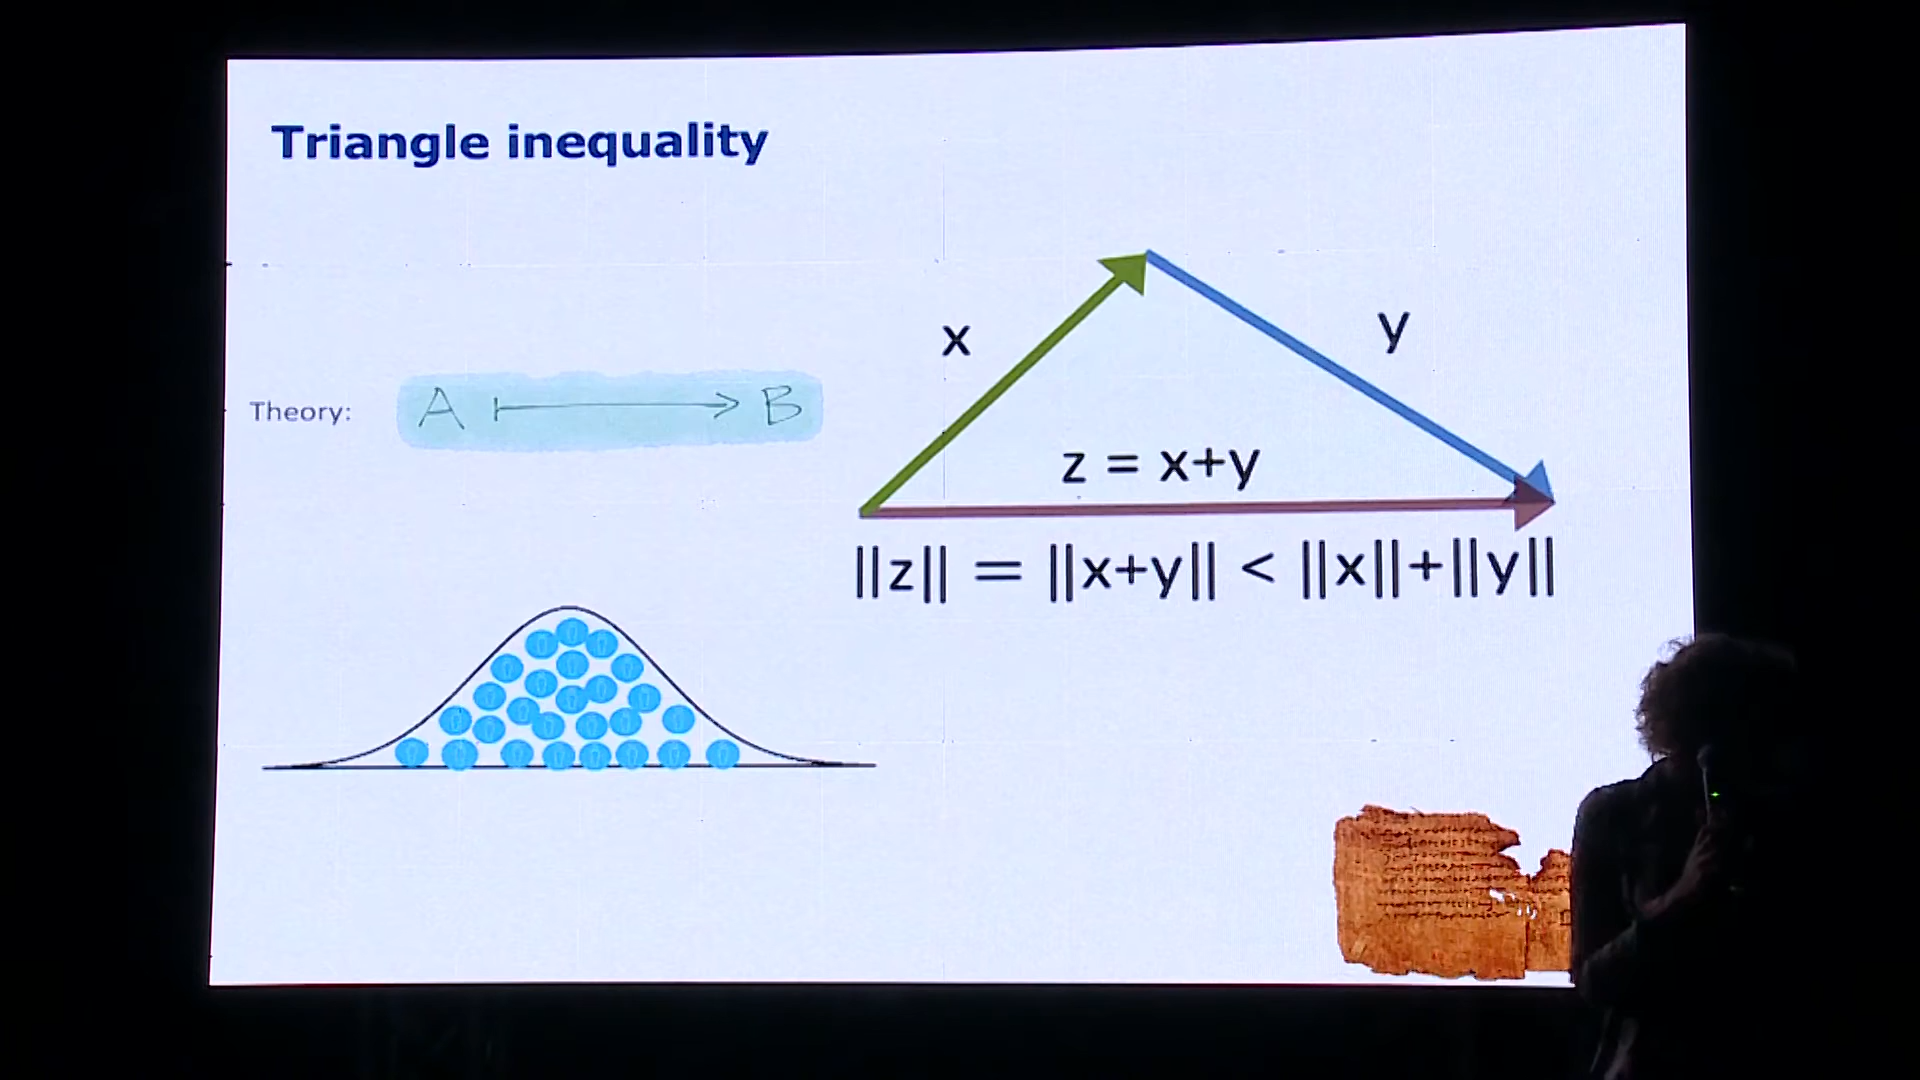 Triangle inequality
x
y
Theory:
A ↦ B
z = x+y
||z|| = ||x+y|| < ||x||+||y||